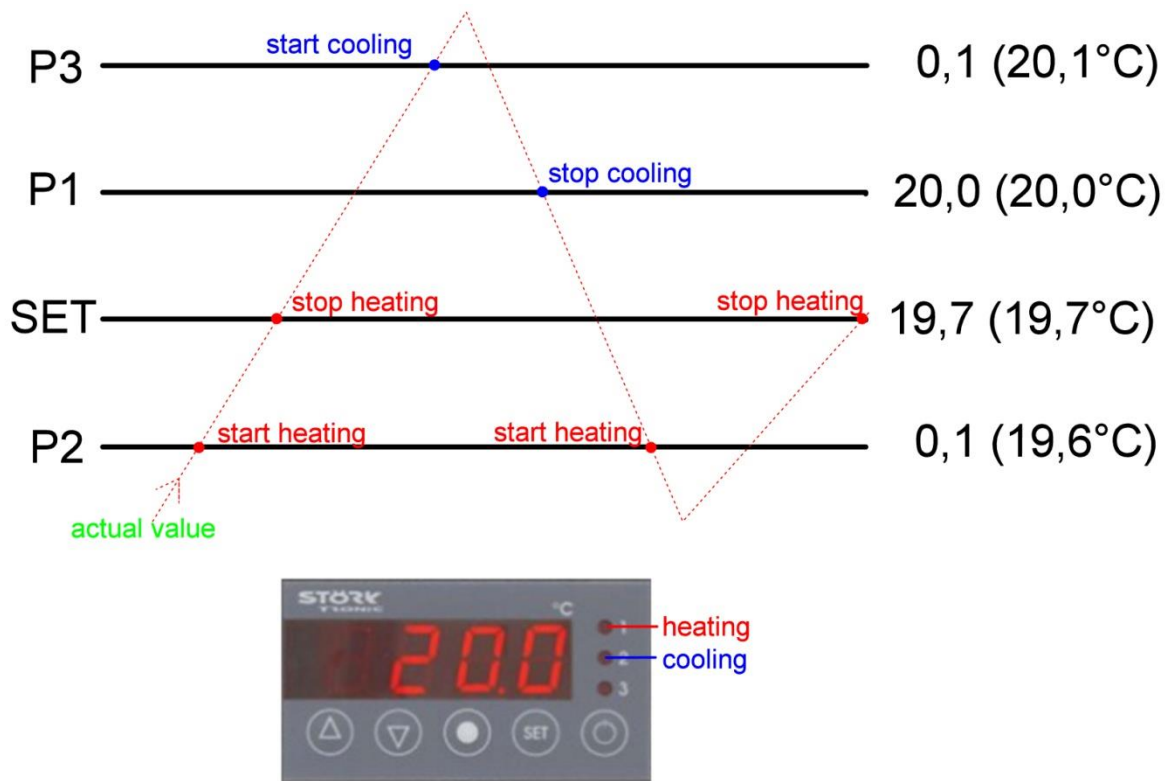 start cooling
P3 0,1 (20,1°C)
P1 stop cooling 20,0 (20,0°C)
SET stop heating stop heating 19,7 (19,7°C)
P2 start heating start heating 0,1 (19,6°C)
actual value
STÖRK
TRONIC °C
20.0 1 heating
2 cooling
3
SET